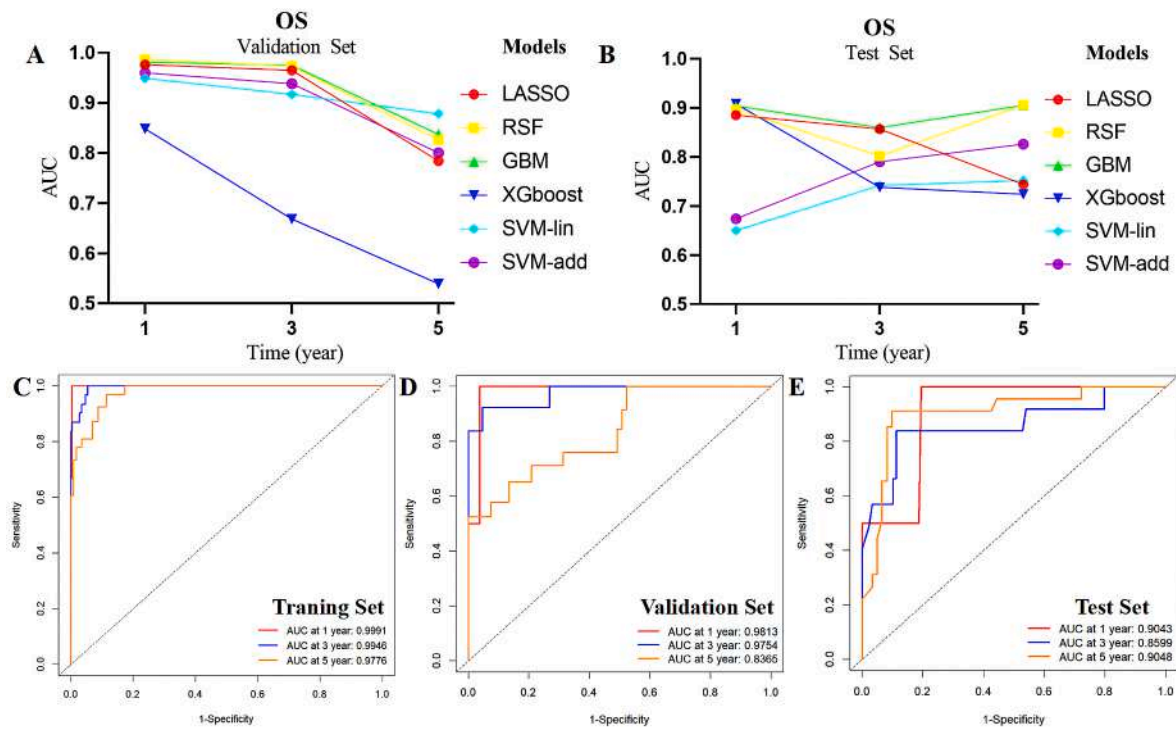 A
OS
Validation Set
Models
AUC
1.0
0.9
0.8
0.7
0.6
0.5
1
3
5
Time (year)
LASSO
RSF
GBM
XGboost
SVM-lin
SVM-add
B
OS
Test Set
Models
AUC
1.0
0.9
0.8
0.7
0.6
0.5
1
3
5
Time (year)
LASSO
RSF
GBM
XGboost
SVM-lin
SVM-add
C
Sensitivity
1.0
0.8
0.6
0.4
0.2
0.0
Traning Set
AUC at 1 year: 0.9991
AUC at 3 year: 0.9946
AUC at 5 year: 0.9776
0.0 0.2 0.4 0.6 0.8 1.0
1-Specificity
D
Sensitivity
1.0
0.8
0.6
0.4
0.2
0.0
Validation Set
AUC at 1 year: 0.9813
AUC at 3 year: 0.9754
AUC at 5 year: 0.8365
0.0 0.2 0.4 0.6 0.8 1.0
1-Specificity
E
Sensitivity
1.0
0.8
0.6
0.4
0.2
0.0
Test Set
AUC at 1 year: 0.9043
AUC at 3 year: 0.8599
AUC at 5 year: 0.9048
0.0 0.2 0.4 0.6 0.8 1.0
1-Specificity